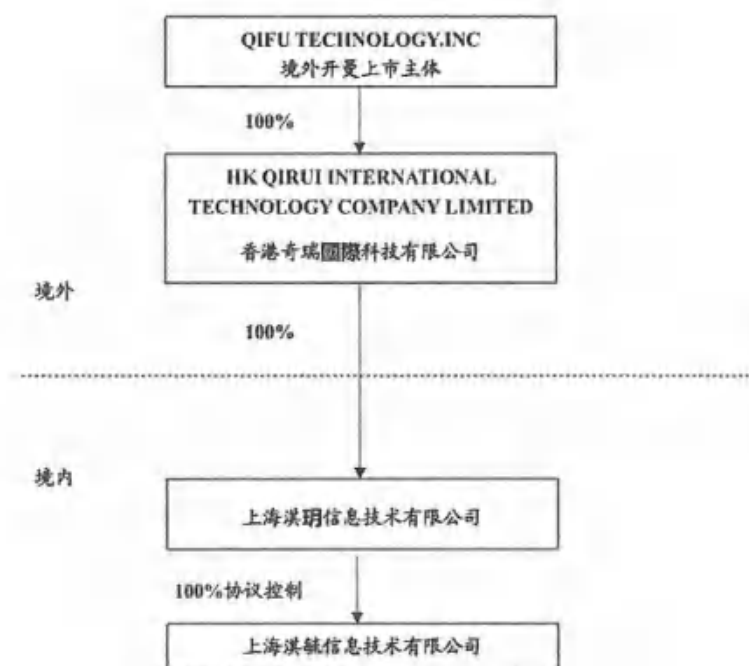 QIFU TECHNOLOGY.INC
境外开曼上市主体
100%
HK QIRUI INTERNATIONAL
TECHNOLOGY COMPANY LIMITED
香港奇瑞國際科技有限公司
境外
100%
境内
上海淇玥信息技术有限公司
100%协议控制
上海淇毓信息技术有限公司